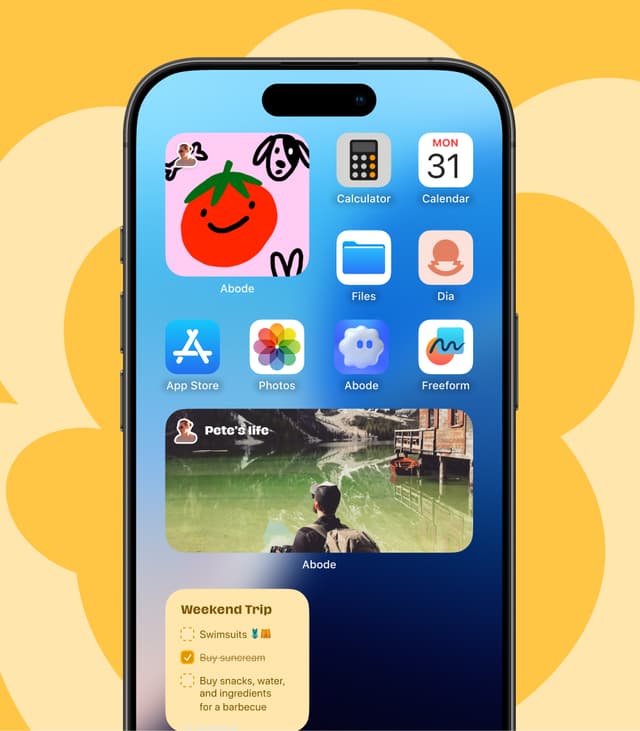 MON
31
Calculator
Calendar
Abode
Files
Dia
App Store
Photos
Abode
Freeform
Pete's life
Abode
Weekend Trip
Swimsuits 🩱🩳
Buy suncream
Buy snacks, water,
and ingredients
for a barbecue